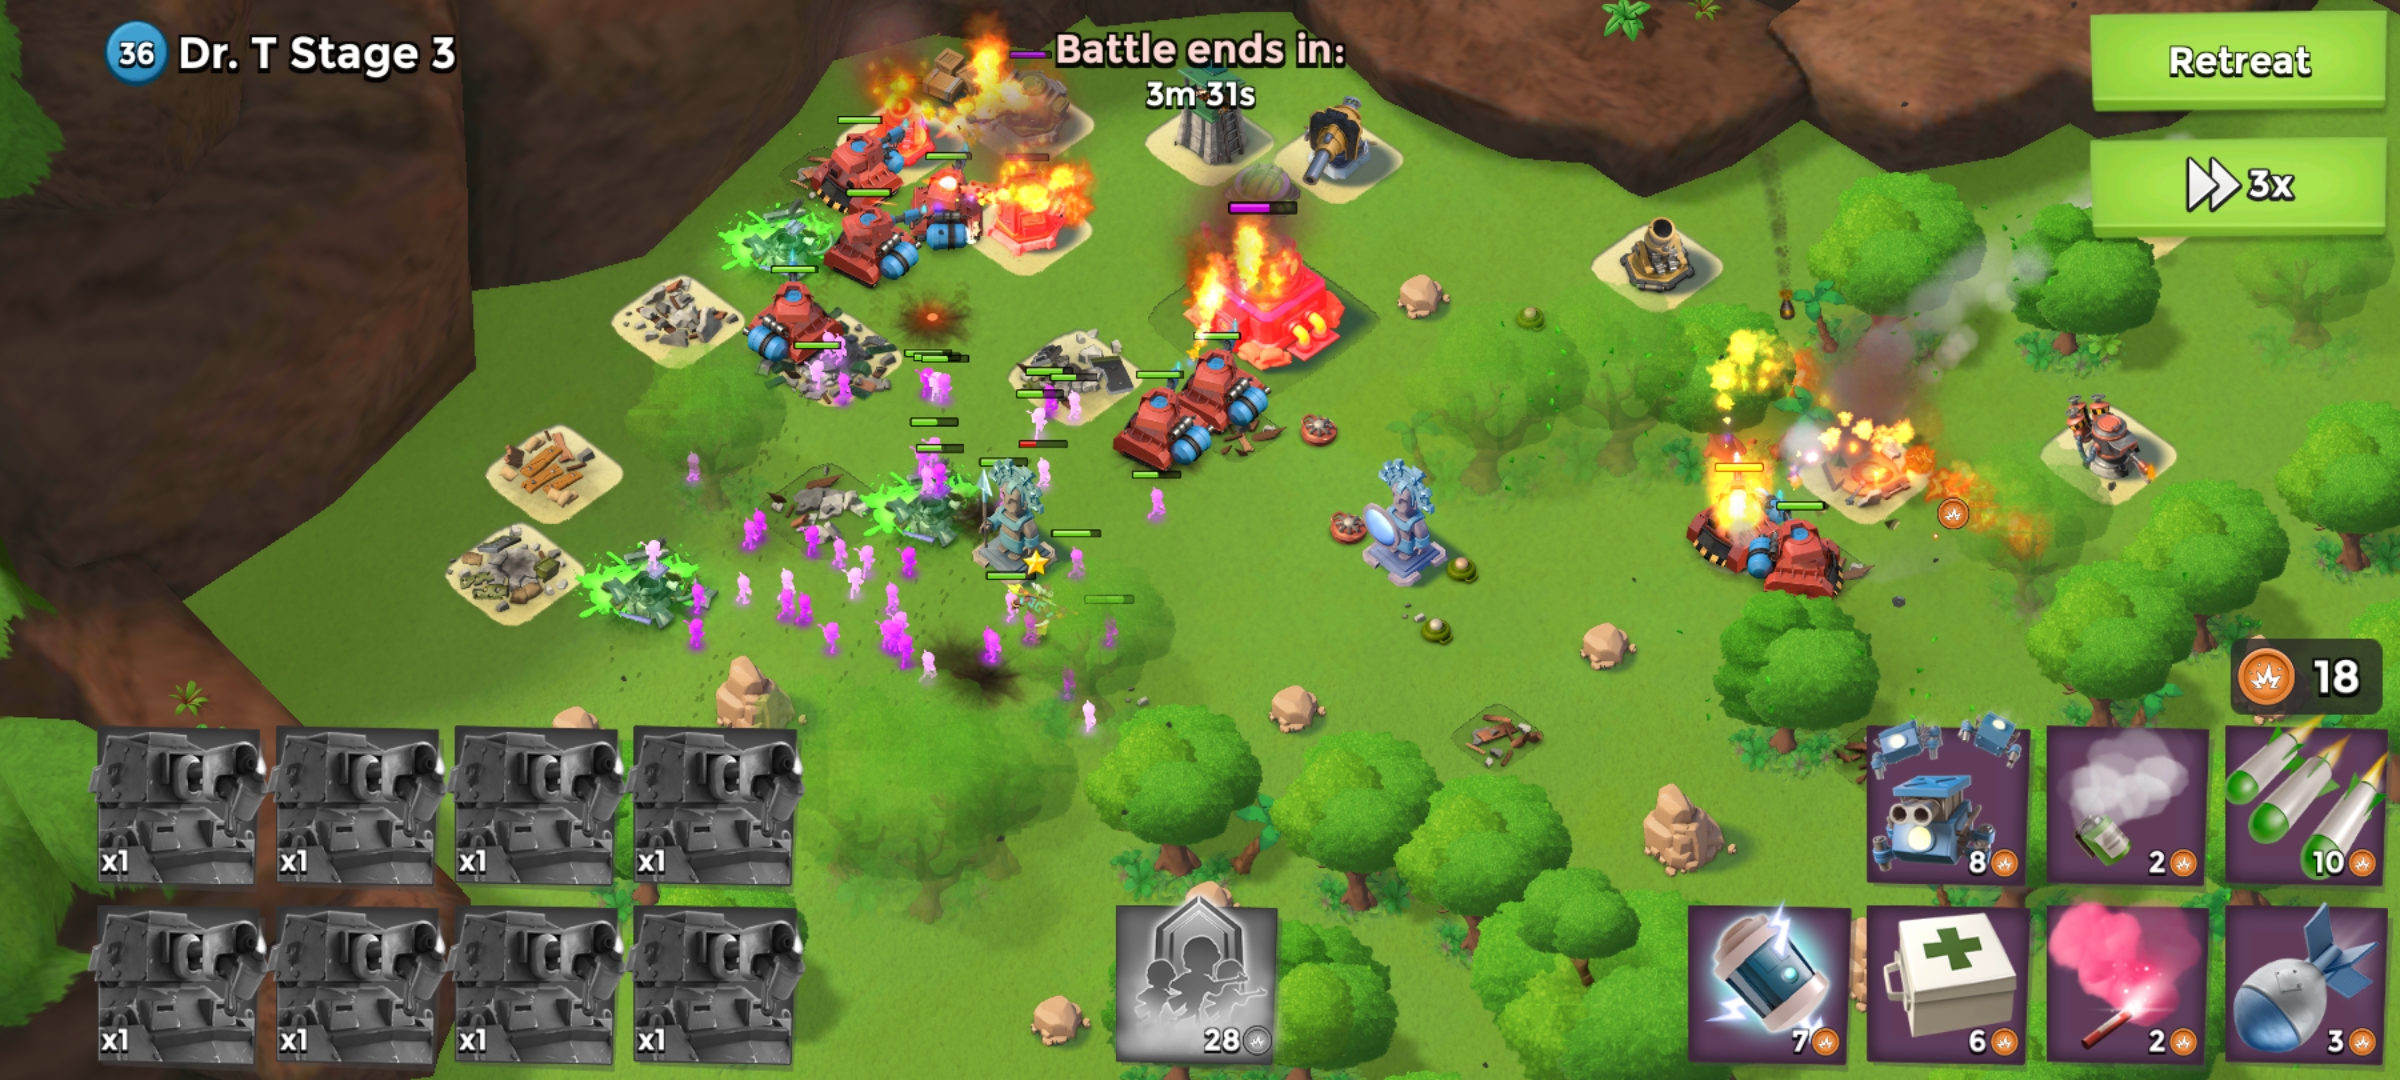 36 Dr. T Stage 3
Battle ends in:
3m 31s
Retreat
3x
18
x1
x1
x1
x1
8
2
10
x1
x1
x1
x1
28
7
6
2
3